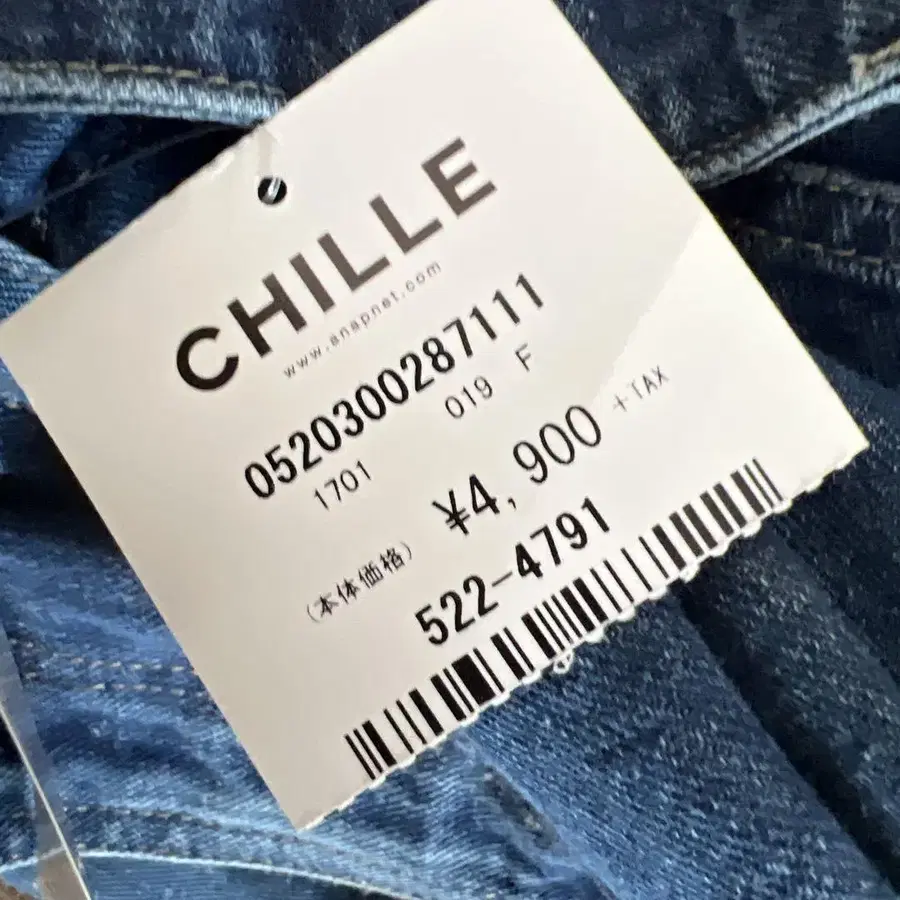 CHILLE
www.anapnet.com
0520300287111
1701 019 F
(本体価格) ¥4,900 +TAX
522-4791